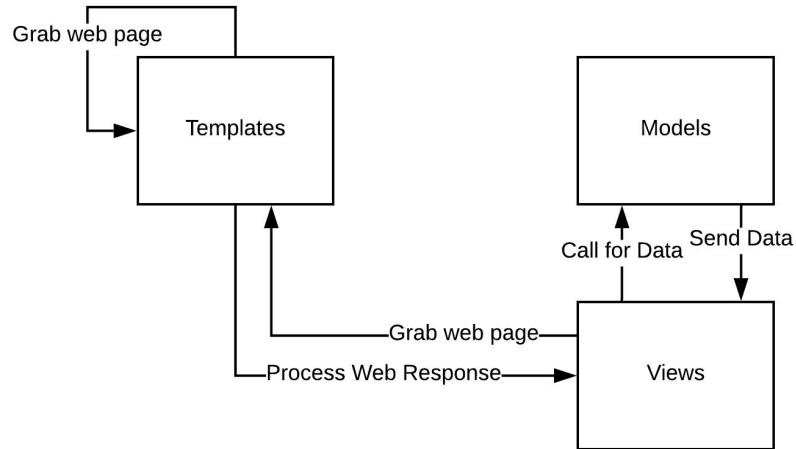 Grab web page
Templates
Models
Call for Data
Send Data
Grab web page
Process Web Response
Views